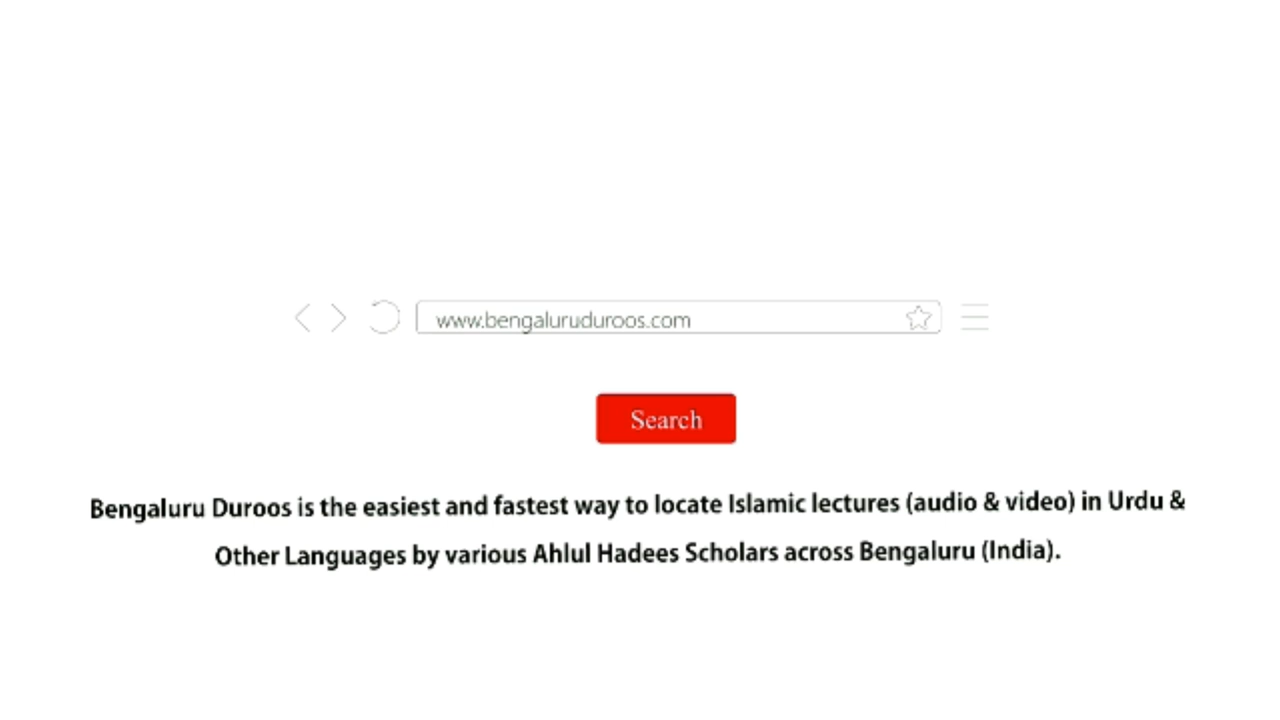 www.bengaluruduroos.com
Search
Bengaluru Duroos is the easiest and fastest way to locate Islamic lectures (audio & video) in Urdu &
Other Languages by various Ahlul Hadees Scholars across Bengaluru (India).